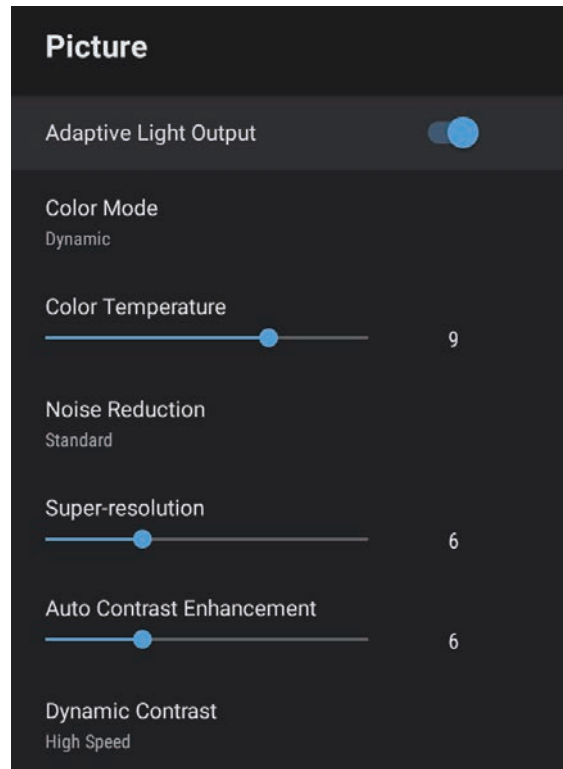 Picture
Adaptive Light Output
Color Mode
Dynamic
Color Temperature
9
Noise Reduction
Standard
Super-resolution
6
Auto Contrast Enhancement
6
Dynamic Contrast
High Speed